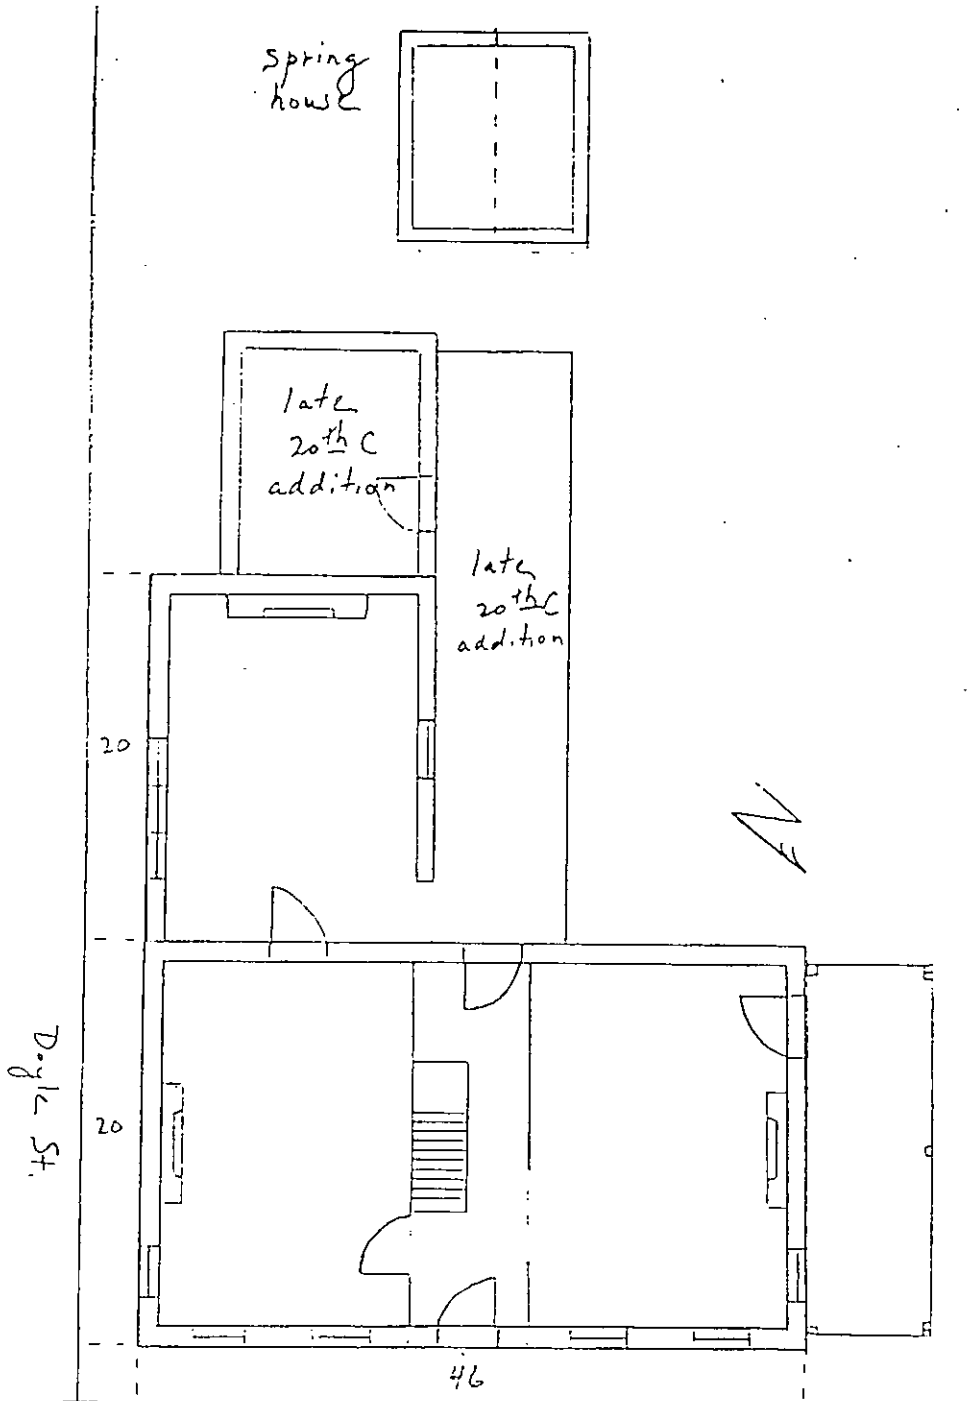 spring
house
late
20th C
addition
late
20th C
addition
20
N
Doyle St.
20
46